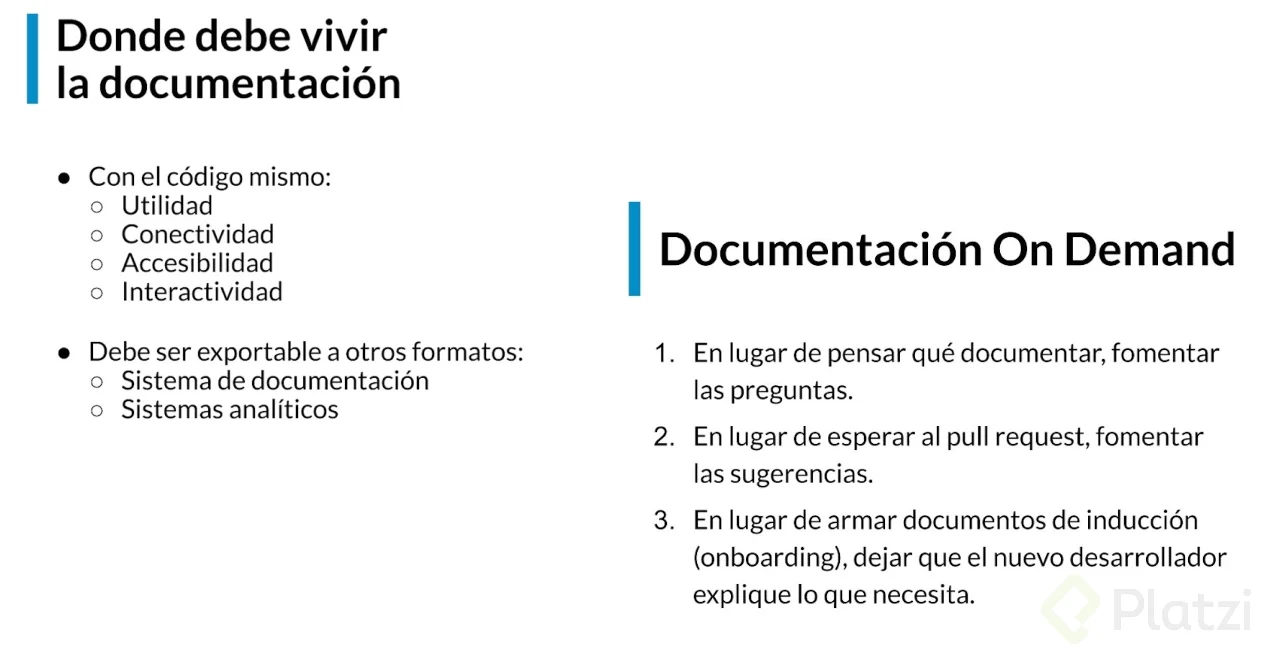 Donde debe vivir
la documentación
● Con el código mismo:
○ Utilidad
○ Conectividad
○ Accesibilidad
○ Interactividad
● Debe ser exportable a otros formatos:
○ Sistema de documentación
○ Sistemas analíticos
Documentación On Demand
1. En lugar de pensar qué documentar, fomentar
las preguntas.
2. En lugar de esperar al pull request, fomentar
las sugerencias.
3. En lugar de armar documentos de inducción
(onboarding), dejar que el nuevo desarrollador
explique lo que necesita.
Platzi